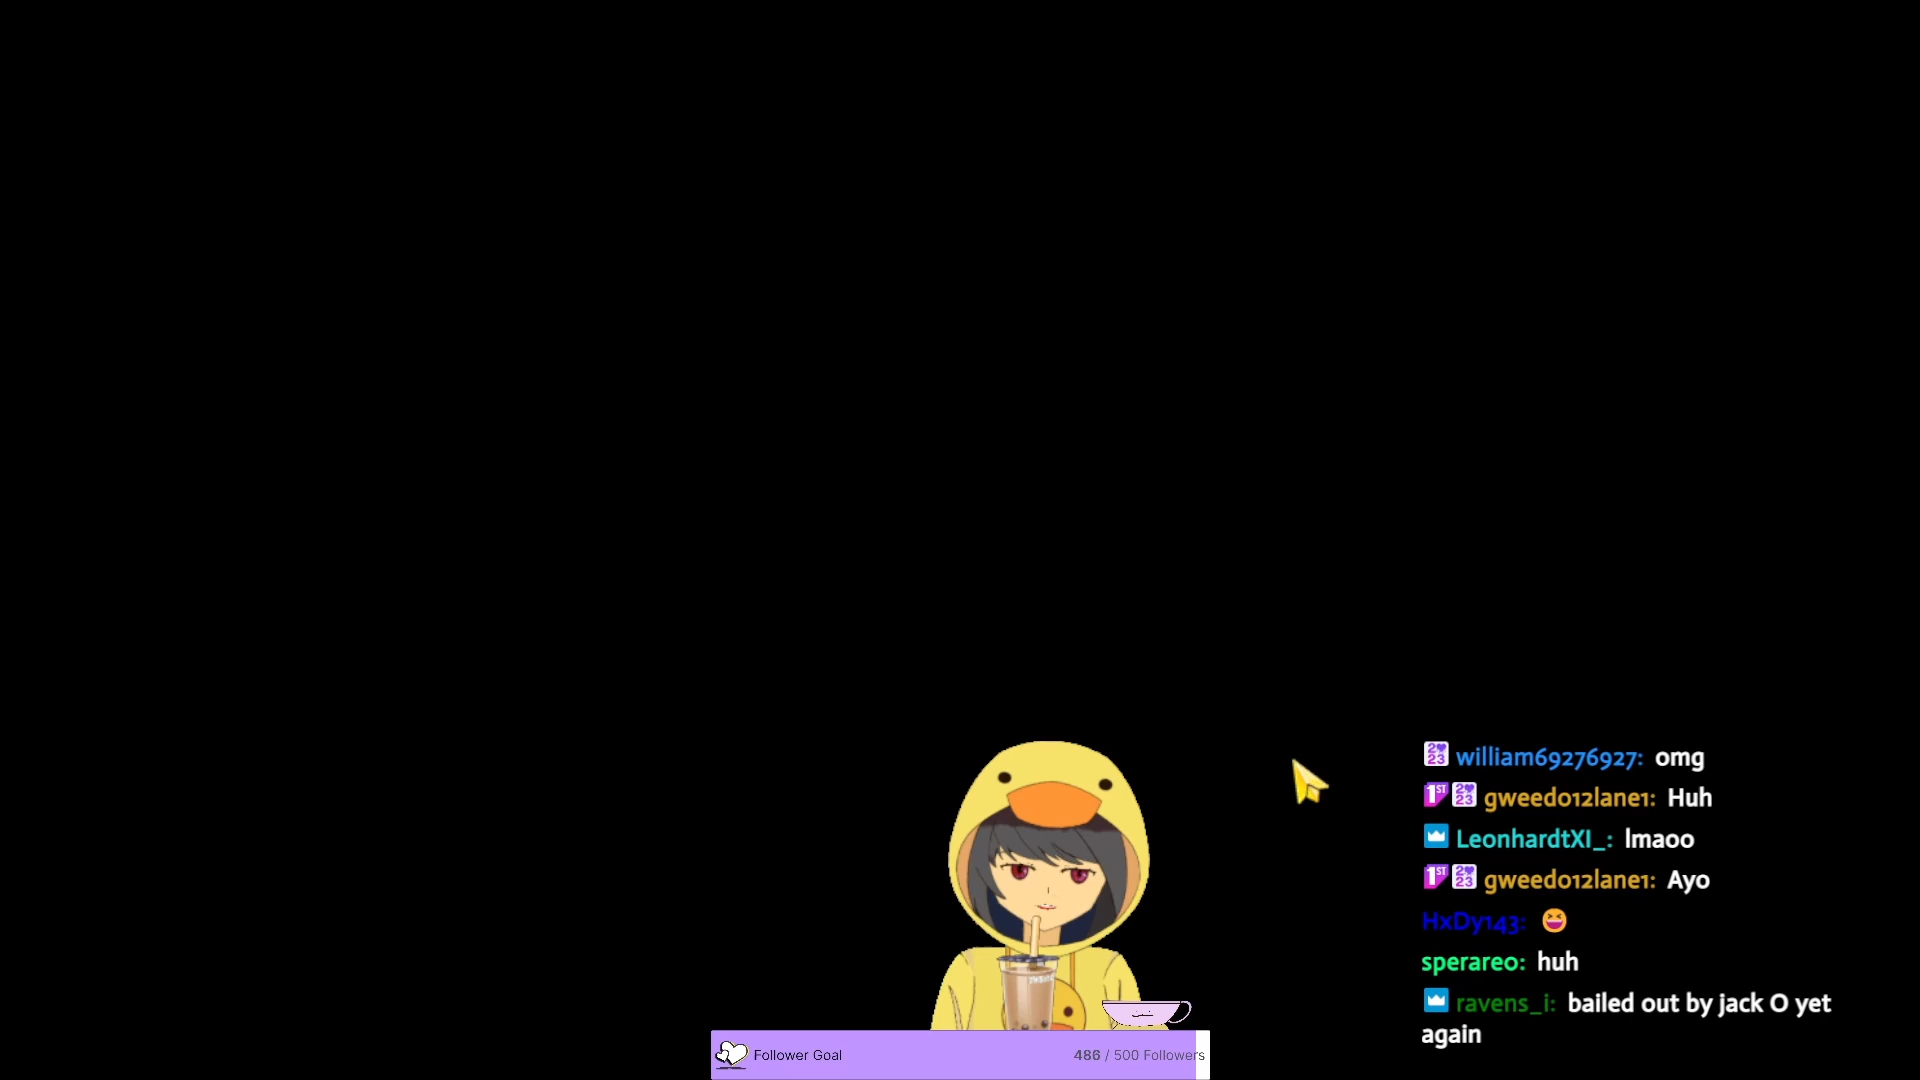 william69276927: omg
gweedo12lane1: Huh
LeonhardtXI_: lmaoo
gweedo12lane1: Ayo
HxDy143: 😆
sperareo: huh
ravens_i: bailed out by jack O yet
again
Follower Goal
486 / 500 Followers